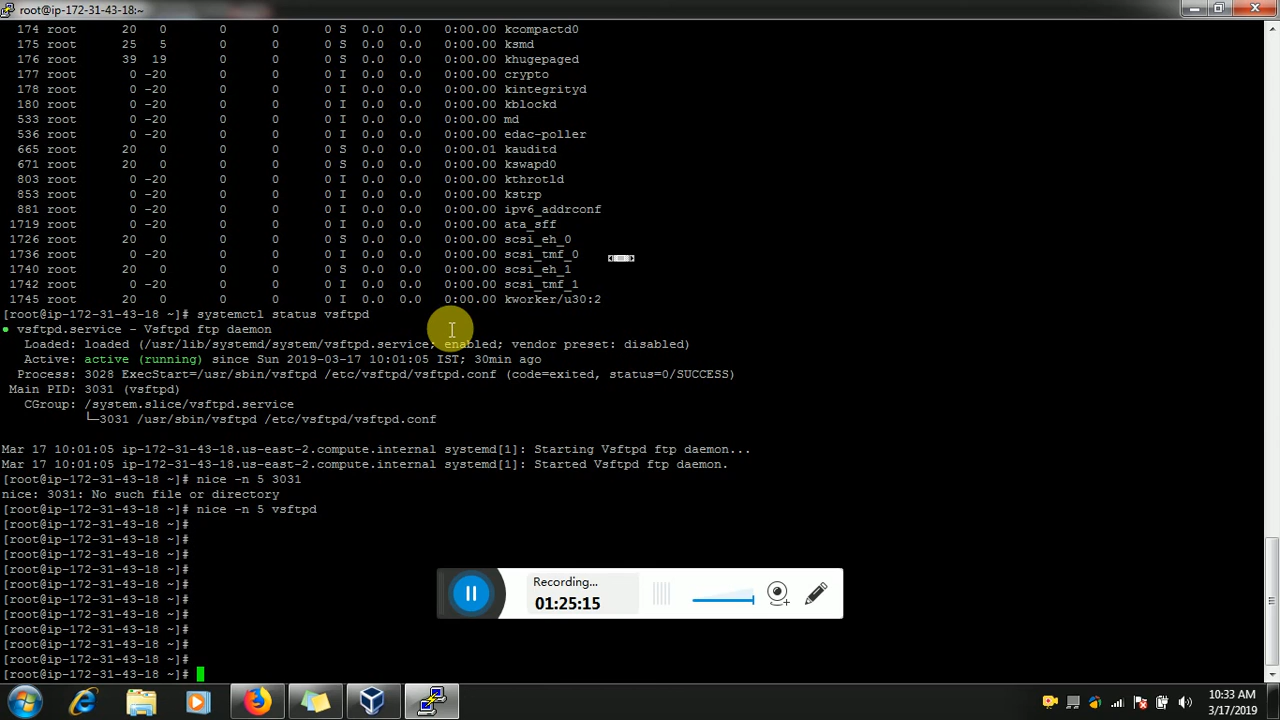 root@ip-172-31-43-18:~
174 root 20 0 0 0 0 S 0.0 0.0 0:00.00 kcompactd0
175 root 25 5 0 0 0 S 0.0 0.0 0:00.00 ksmd
176 root 39 19 0 0 0 S 0.0 0.0 0:00.00 khugepaged
177 root 0 -20 0 0 0 I 0.0 0.0 0:00.00 crypto
178 root 0 -20 0 0 0 I 0.0 0.0 0:00.00 kintegrityd
180 root 0 -20 0 0 0 I 0.0 0.0 0:00.00 kblockd
533 root 0 -20 0 0 0 I 0.0 0.0 0:00.00 md
536 root 0 -20 0 0 0 I 0.0 0.0 0:00.00 edac-poller
665 root 20 0 0 0 0 S 0.0 0.0 0:00.01 kauditd
671 root 20 0 0 0 0 S 0.0 0.0 0:00.00 kswapd0
803 root 0 -20 0 0 0 I 0.0 0.0 0:00.00 kthrotld
853 root 0 -20 0 0 0 I 0.0 0.0 0:00.00 kstrp
881 root 0 -20 0 0 0 I 0.0 0.0 0:00.00 ipv6_addrconf
1719 root 0 -20 0 0 0 I 0.0 0.0 0:00.00 ata_sff
1726 root 20 0 0 0 0 S 0.0 0.0 0:00.00 scsi_eh_0
1736 root 0 -20 0 0 0 I 0.0 0.0 0:00.00 scsi_tmf_0
1740 root 20 0 0 0 0 S 0.0 0.0 0:00.00 scsi_eh_1
1742 root 0 -20 0 0 0 I 0.0 0.0 0:00.00 scsi_tmf_1
1745 root 20 0 0 0 0 I 0.0 0.0 0:00.00 kworker/u30:2
[root@ip-172-31-43-18 ~]# systemctl status vsftpd
● vsftpd.service - Vsftpd ftp daemon
Loaded: loaded (/usr/lib/systemd/system/vsftpd.service; enabled; vendor preset: disabled)
Active: active (running) since Sun 2019-03-17 10:01:05 IST; 30min ago
Process: 3028 ExecStart=/usr/sbin/vsftpd /etc/vsftpd/vsftpd.conf (code=exited, status=0/SUCCESS)
Main PID: 3031 (vsftpd)
CGroup: /system.slice/vsftpd.service
└─3031 /usr/sbin/vsftpd /etc/vsftpd/vsftpd.conf
Mar 17 10:01:05 ip-172-31-43-18.us-east-2.compute.internal systemd[1]: Starting Vsftpd ftp daemon...
Mar 17 10:01:05 ip-172-31-43-18.us-east-2.compute.internal systemd[1]: Started Vsftpd ftp daemon.
[root@ip-172-31-43-18 ~]# nice -n 5 3031
nice: 3031: No such file or directory
[root@ip-172-31-43-18 ~]# nice -n 5 vsftpd
[root@ip-172-31-43-18 ~]#
[root@ip-172-31-43-18 ~]#
[root@ip-172-31-43-18 ~]#
[root@ip-172-31-43-18 ~]#
[root@ip-172-31-43-18 ~]#
[root@ip-172-31-43-18 ~]#
[root@ip-172-31-43-18 ~]#
[root@ip-172-31-43-18 ~]#
[root@ip-172-31-43-18 ~]#
[root@ip-172-31-43-18 ~]#
[root@ip-172-31-43-18 ~]#
Recording...
01:25:15
10:33 AM
3/17/2019